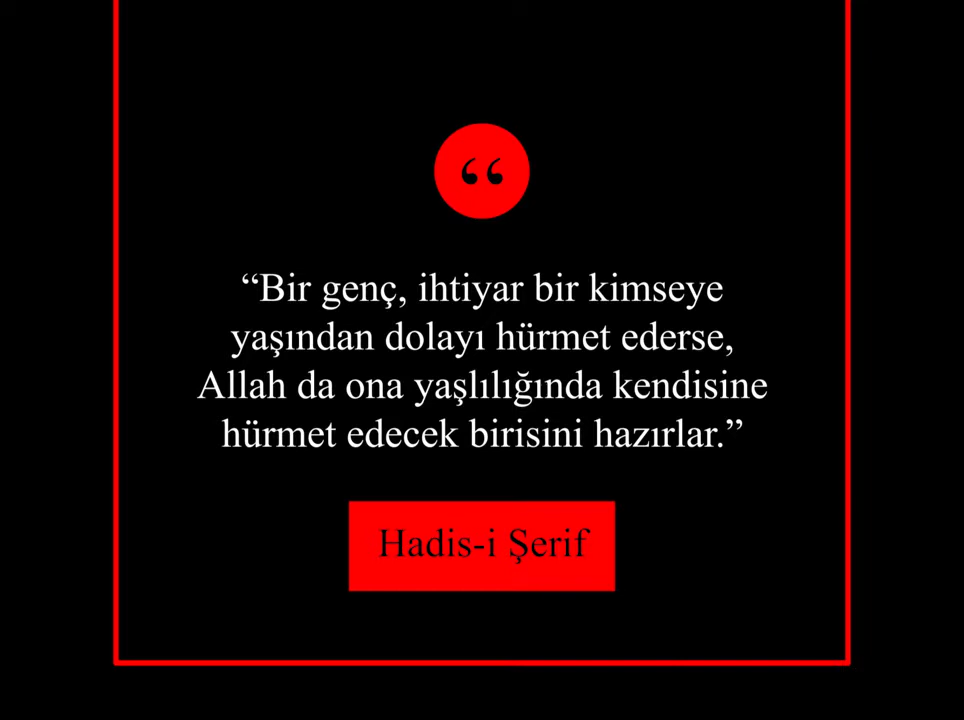 “
“Bir genç, ihtiyar bir kimseye
yaşından dolayı hürmet ederse,
Allah da ona yaşlılığında kendisine
hürmet edecek birisini hazırlar.”
Hadis-i Şerif